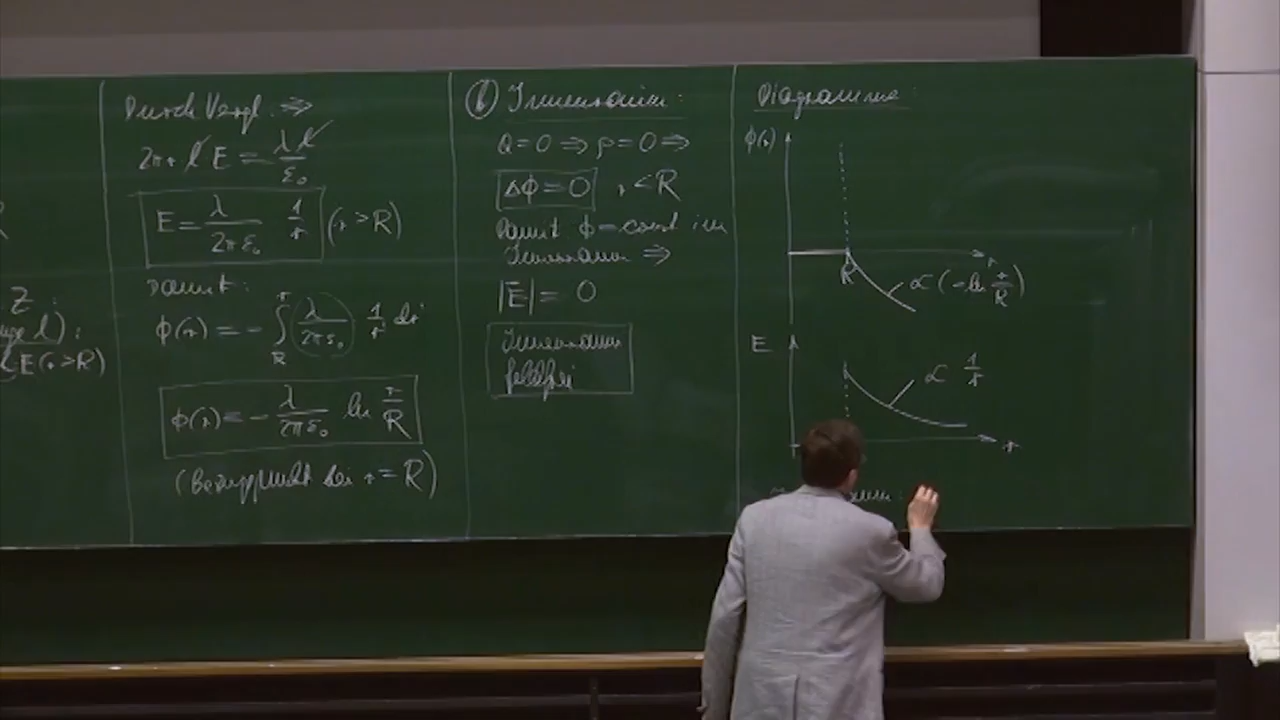 R
Z
l):
E(r>R)
Durch Vergl. ⇒
2πr l E = λl/ε₀
E = λ/(2πε₀) 1/r (r>R)
Damit:
ϕ(r) = - ∫_R^r (λ/(2πε₀)) 1/r' dr'
ϕ(r) = - λ/(2πε₀) ln r/R
(Bezugspunkt bei r = R)
ⓑ Innenraum:
Q = 0 ⇒ ρ = 0 ⇒
Δϕ = 0 r < R
Damit ϕ = const im
Innenraum ⇒
|E| = 0
Innenraum
feldfrei
Diagramme:
ϕ(r)
R
r
∝ (-ln r/R)
E
∝ 1/r
r